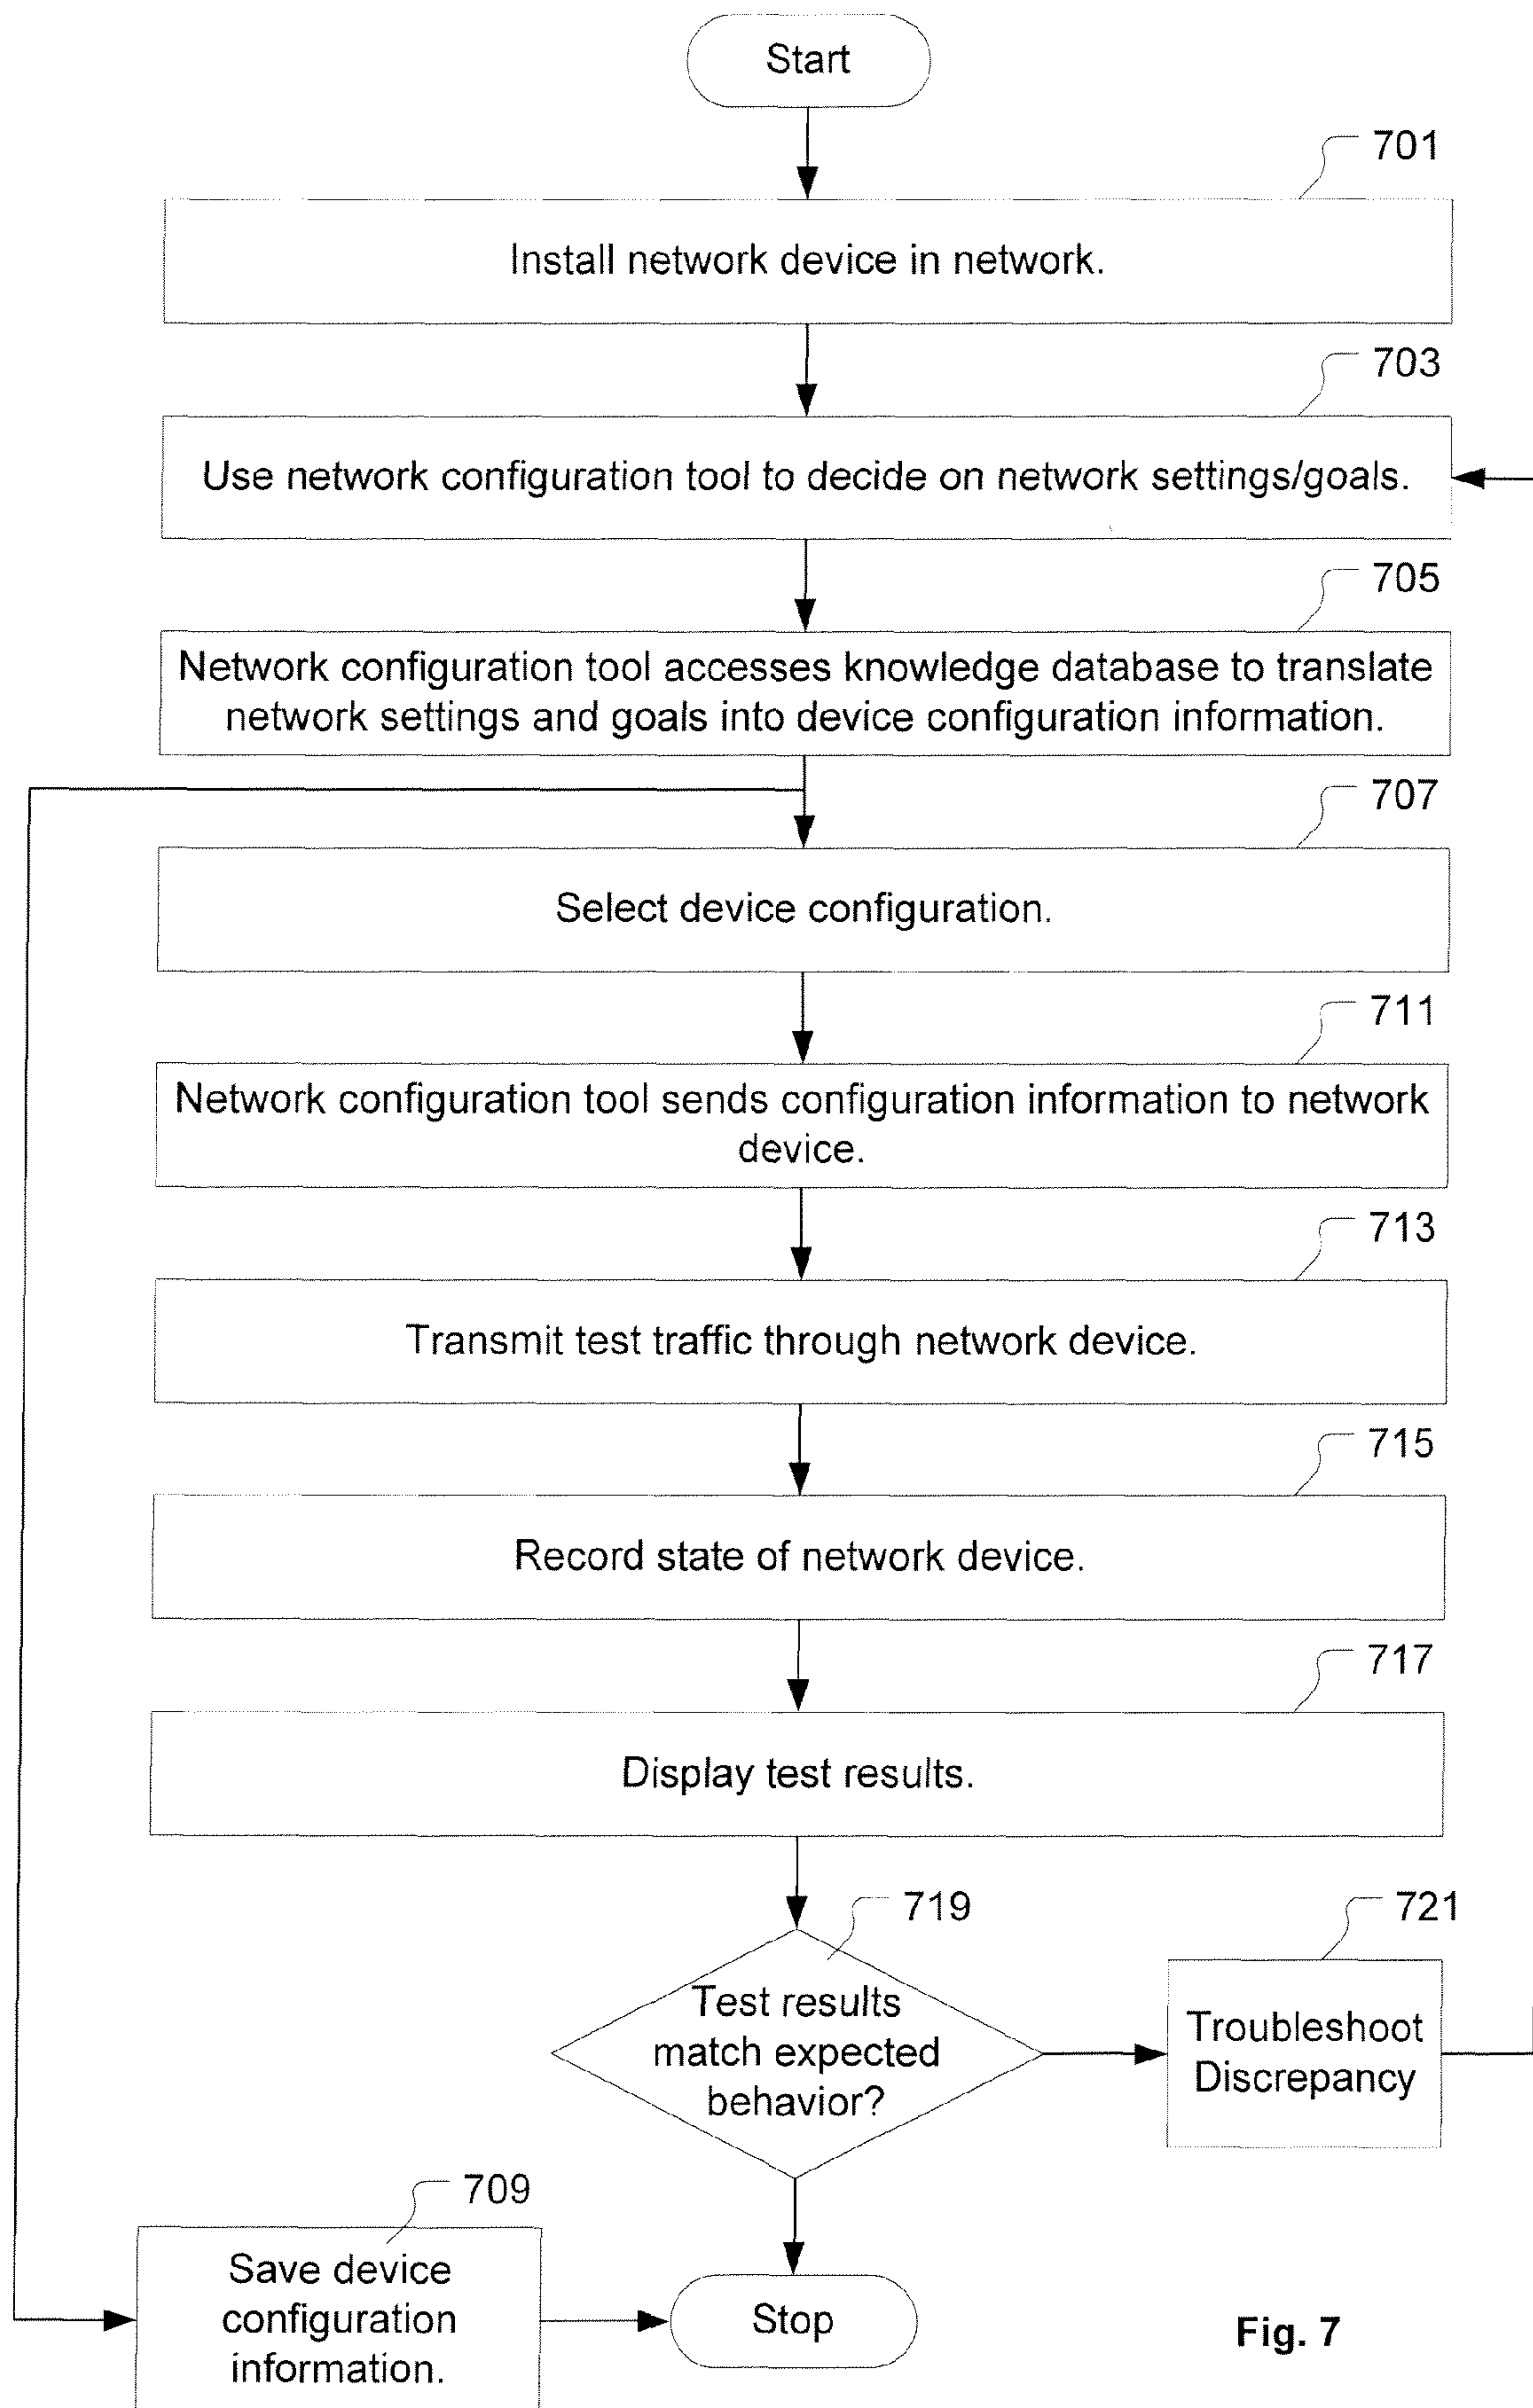 Start
701
Install network device in network.
703
Use network configuration tool to decide on network settings/goals.
705
Network configuration tool accesses knowledge database to translate
network settings and goals into device configuration information.
707
Select device configuration.
711
Network configuration tool sends configuration information to network
device.
713
Transmit test traffic through network device.
715
Record state of network device.
717
Display test results.
719
Test results
match expected
behavior?
721
Troubleshoot
Discrepancy
709
Save device
configuration
information.
Stop
Fig. 7